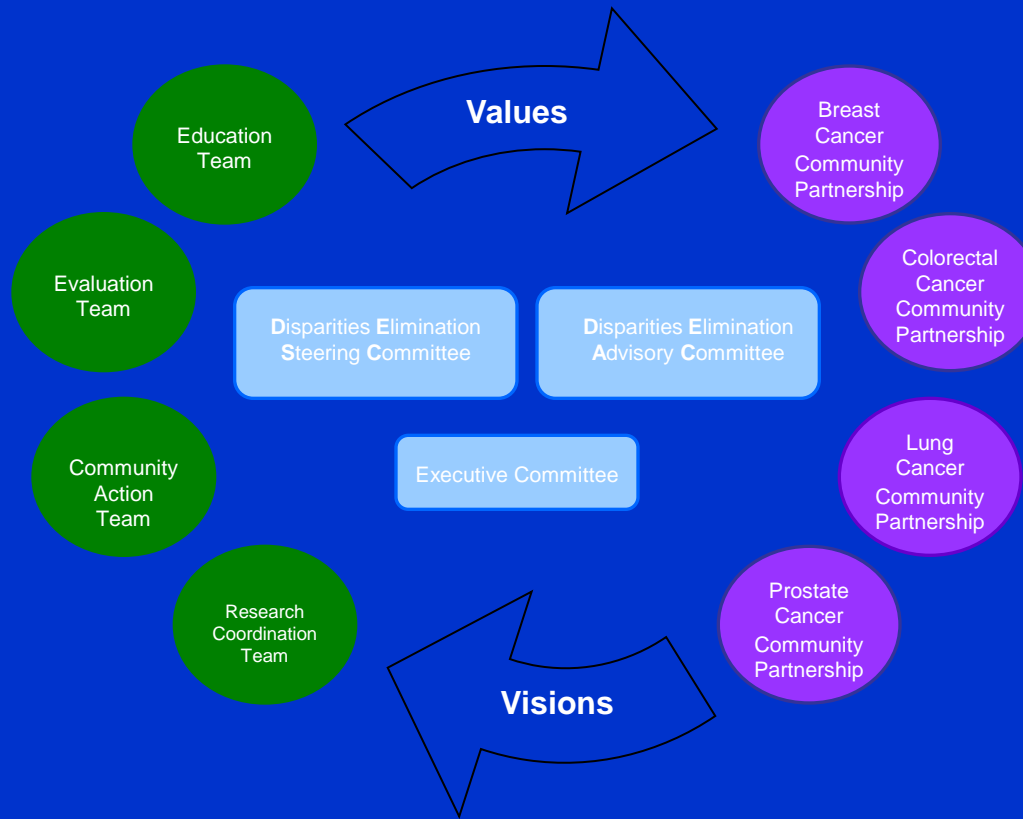 Values
Education
Team
Breast
Cancer
Community
Partnership
Evaluation
Team
Colorectal
Cancer
Community
Partnership
Disparities Elimination
Steering Committee
Disparities Elimination
Advisory Committee
Community
Action
Team
Executive Committee
Lung
Cancer
Community
Partnership
Research
Coordination
Team
Prostate
Cancer
Community
Partnership
Visions